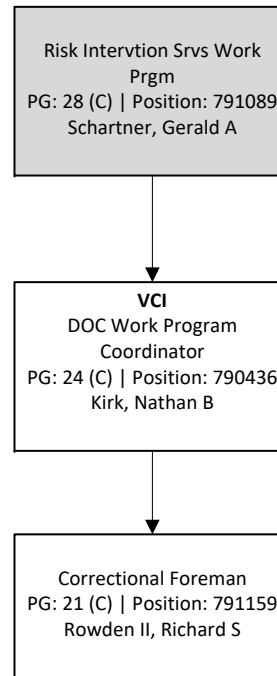 Risk Intervtion Srvs Work
Prgm
PG: 28 (C) | Position: 791089
Schartner, Gerald A
VCI
DOC Work Program
Coordinator
PG: 24 (C) | Position: 790436
Kirk, Nathan B
Correctional Foreman
PG: 21 (C) | Position: 791159
Rowden II, Richard S